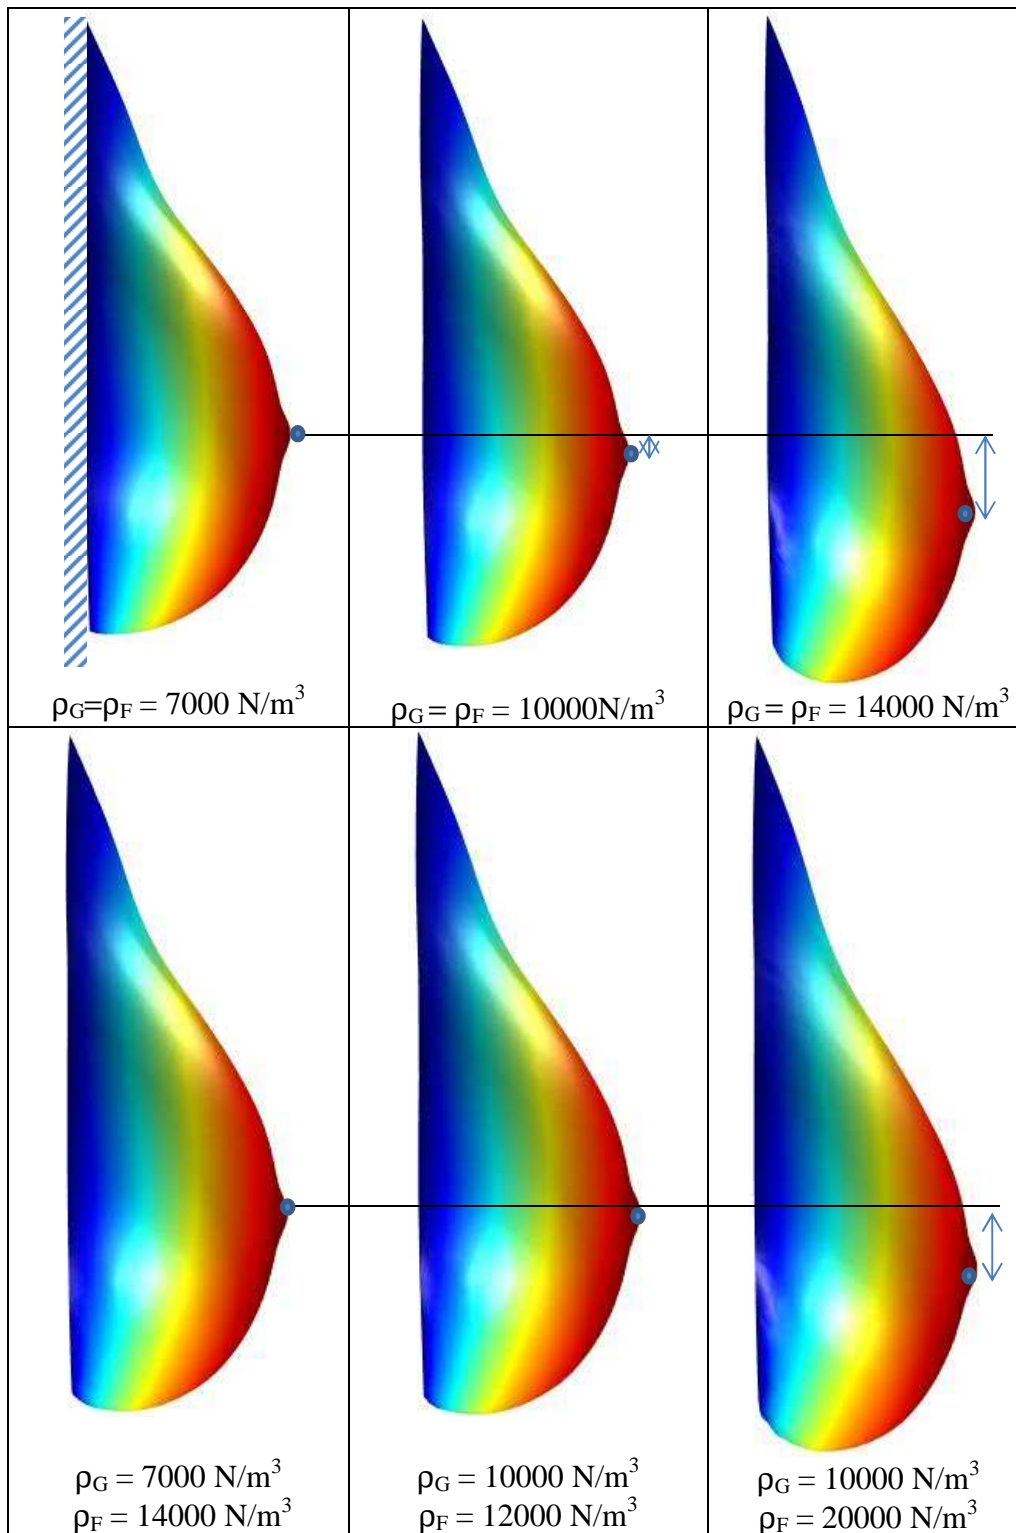 ρG=ρF = 7000 N/m³
ρG = ρF = 10000N/m³
ρG = ρF = 14000 N/m³
ρG = 7000 N/m³
ρF = 14000 N/m³
ρG = 10000 N/m³
ρF = 12000 N/m³
ρG = 10000 N/m³
ρF = 20000 N/m³